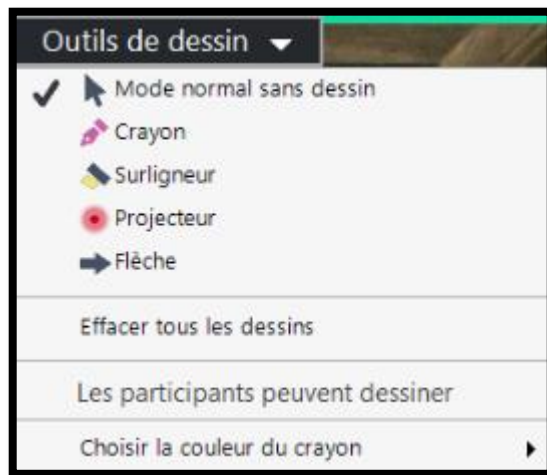 Outils de dessin
Mode normal sans dessin
Crayon
Surligneur
Projecteur
Flèche
Effacer tous les dessins
Les participants peuvent dessiner
Choisir la couleur du crayon